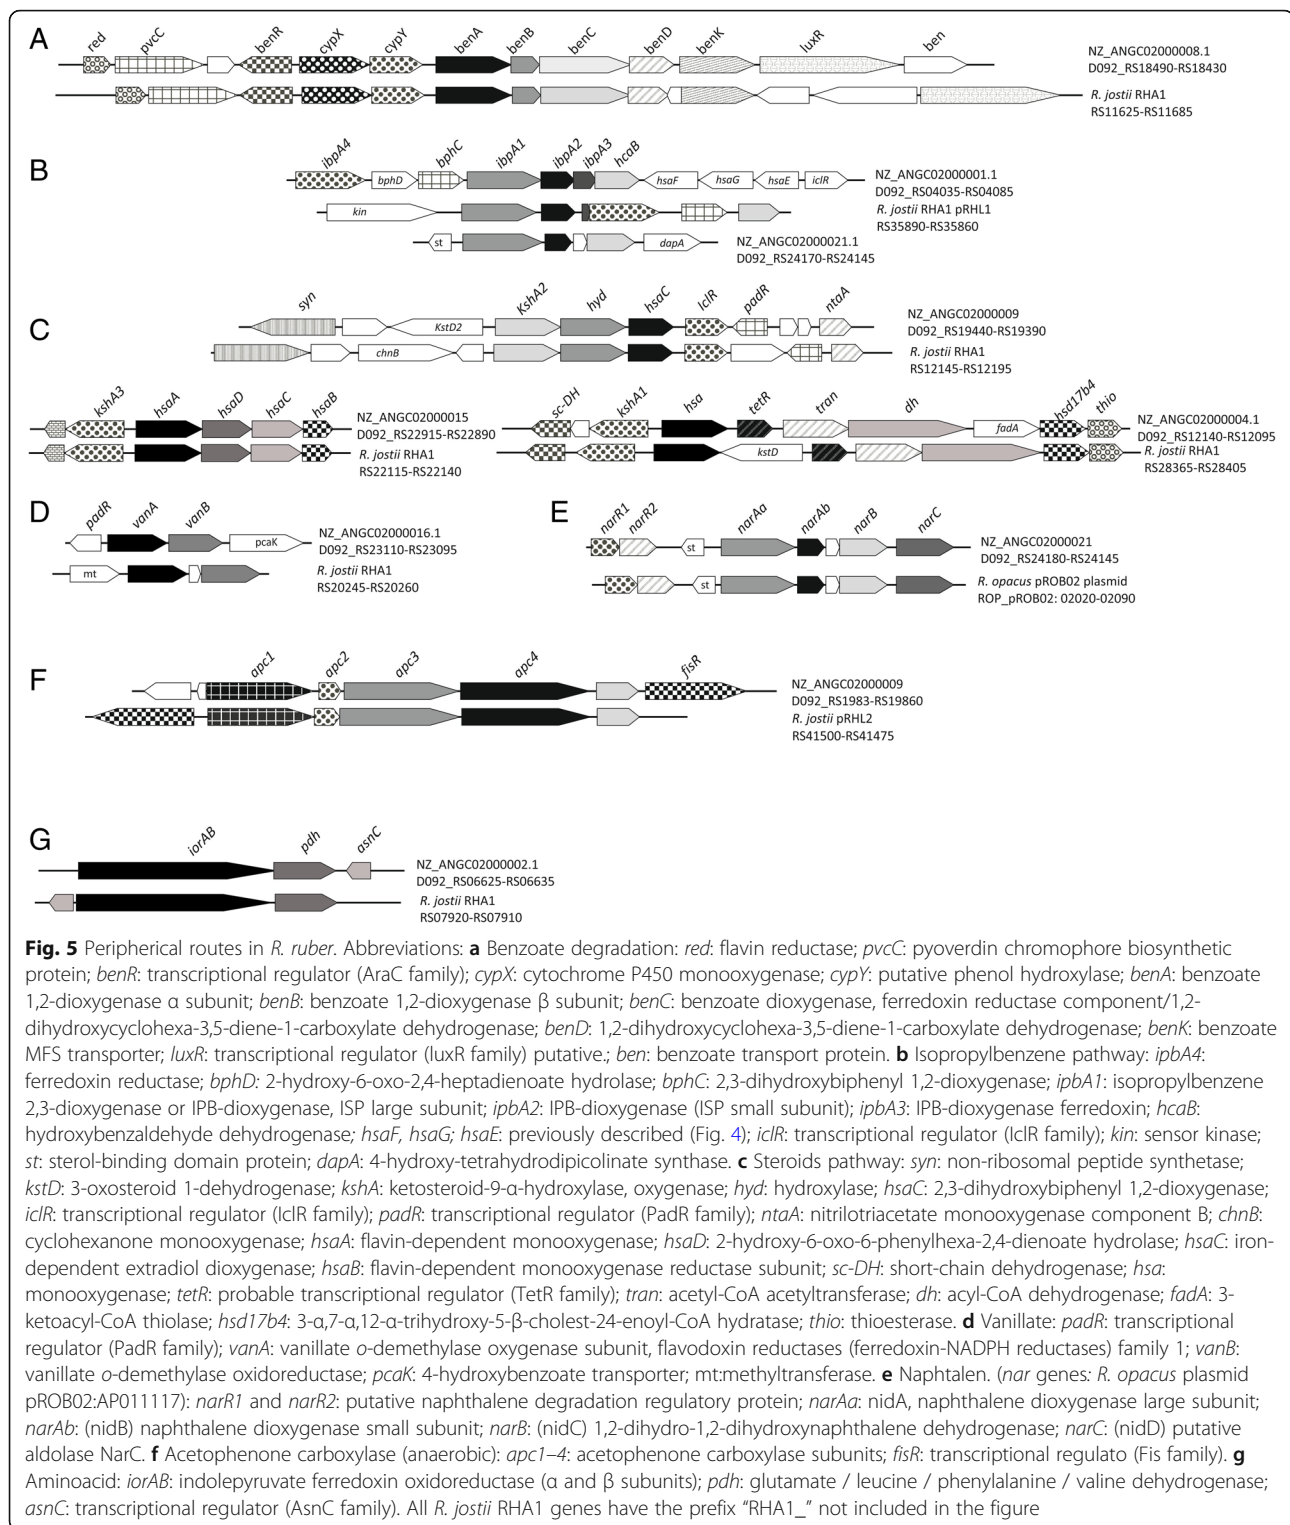 A
red pvcC benR cypX cypY benA benB benC benD benK luxR ben
NZ_ANGC02000008.1
D092_RS18490-RS18430
R. jostii RHA1
RS11625-RS11685
B
ibpA4 bphC ibpA1 ibpA2 ibpA3 hcaB
bphD hsaF hsaG hsaE iclR
NZ_ANGC02000001.1
D092_RS04035-RS04085
kin
R. jostii RHA1 pRHL1
RS35890-RS35860
st dapA
NZ_ANGC02000021.1
D092_RS24170-RS24145
C
syn KshA2 hyd hsaC IclR padR ntaA
KstD2
NZ_ANGC02000009
D092_RS19440-RS19390
chnB
R. jostii RHA1
RS12145-RS12195
kshA3 hsaA hsaD hsaC hsaB
NZ_ANGC02000015
D092_RS22915-RS22890
R. jostii RHA1
RS22115-RS22140
sc-DH kshA1 hsa tetR tran dh hsd17b4 thio
fadA
NZ_ANGC02000004.1
D092_RS12140-RS12095
kstD
R. jostii RHA1
RS28365-RS28405
D
padR vanA vanB
pcaK
NZ_ANGC02000016.1
D092_RS23110-RS23095
mt
R. jostii RHA1
RS20245-RS20260
E
narR1 narR2 narAa narAb narB narC
st
NZ_ANGC02000021
D092_RS24180-RS24145
st
R. opacus pROB02 plasmid
ROP_pROB02: 02020-02090
F
apc1 apc2 apc3 apc4 fisR
NZ_ANGC02000009
D092_RS1983-RS19860
R. jostii pRHL2
RS41500-RS41475
G
iorAB pdh asnC
NZ_ANGC02000002.1
D092_RS06625-RS06635
R. jostii RHA1
RS07920-RS07910
Fig. 5 Peripherical routes in R. ruber. Abbreviations: a Benzoate degradation: red: flavin reductase; pvcC: pyoverdin chromophore biosynthetic
protein; benR: transcriptional regulator (AraC family); cypX: cytochrome P450 monooxygenase; cypY: putative phenol hydroxylase; benA: benzoate
1,2-dioxygenase α subunit; benB: benzoate 1,2-dioxygenase β subunit; benC: benzoate dioxygenase, ferredoxin reductase component/1,2-
dihydroxycyclohexa-3,5-diene-1-carboxylate dehydrogenase; benD: 1,2-dihydroxycyclohexa-3,5-diene-1-carboxylate dehydrogenase; benK: benzoate
MFS transporter; luxR: transcriptional regulator (luxR family) putative.; ben: benzoate transport protein. b Isopropylbenzene pathway: ipbA4:
ferredoxin reductase; bphD: 2-hydroxy-6-oxo-2,4-heptadienoate hydrolase; bphC: 2,3-dihydroxybiphenyl 1,2-dioxygenase; ipbA1: isopropylbenzene
2,3-dioxygenase or IPB-dioxygenase, ISP large subunit; ipbA2: IPB-dioxygenase (ISP small subunit); ipbA3: IPB-dioxygenase ferredoxin; hcaB:
hydroxybenzaldehyde dehydrogenase; hsaF, hsaG; hsaE: previously described (Fig. 4); iclR: transcriptional regulator (IclR family); kin: sensor kinase;
st: sterol-binding domain protein; dapA: 4-hydroxy-tetrahydrodipicolinate synthase. c Steroids pathway: syn: non-ribosomal peptide synthetase;
kstD: 3-oxosteroid 1-dehydrogenase; kshA: ketosteroid-9-α-hydroxylase, oxygenase; hyd: hydroxylase; hsaC: 2,3-dihydroxybiphenyl 1,2-dioxygenase;
iclR: transcriptional regulator (IclR family); padR: transcriptional regulator (PadR family); ntaA: nitrilotriacetate monooxygenase component B; chnB:
cyclohexanone monooxygenase; hsaA: flavin-dependent monooxygenase; hsaD: 2-hydroxy-6-oxo-6-phenylhexa-2,4-dienoate hydrolase; hsaC: iron-
dependent extradiol dioxygenase; hsaB: flavin-dependent monooxygenase reductase subunit; sc-DH: short-chain dehydrogenase; hsa:
monooxygenase; tetR: probable transcriptional regulator (TetR family); tran: acetyl-CoA acetyltransferase; dh: acyl-CoA dehydrogenase; fadA: 3-
ketoacyl-CoA thiolase; hsd17b4: 3-α,7-α,12-α-trihydroxy-5-β-cholest-24-enoyl-CoA hydratase; thio: thioesterase. d Vanillate: padR: transcriptional
regulator (PadR family); vanA: vanillate o-demethylase oxygenase subunit, flavodoxin reductases (ferredoxin-NADPH reductases) family 1; vanB:
vanillate o-demethylase oxidoreductase; pcaK: 4-hydroxybenzoate transporter; mt:methyltransferase. e Naphtalen. (nar genes: R. opacus plasmid
pROB02:AP011117): narR1 and narR2: putative naphthalene degradation regulatory protein; narAa: nidA, naphthalene dioxygenase large subunit;
narAb: (nidB) naphthalene dioxygenase small subunit; narB: (nidC) 1,2-dihydro-1,2-dihydroxynaphthalene dehydrogenase; narC: (nidD) putative
aldolase NarC. f Acetophenone carboxylase (anaerobic): apc1–4: acetophenone carboxylase subunits; fisR: transcriptional regulato (Fis family). g
Aminoacid: iorAB: indolepyruvate ferredoxin oxidoreductase (α and β subunits); pdh: glutamate / leucine / phenylalanine / valine dehydrogenase;
asnC: transcriptional regulator (AsnC family). All R. jostii RHA1 genes have the prefix “RHA1_” not included in the figure